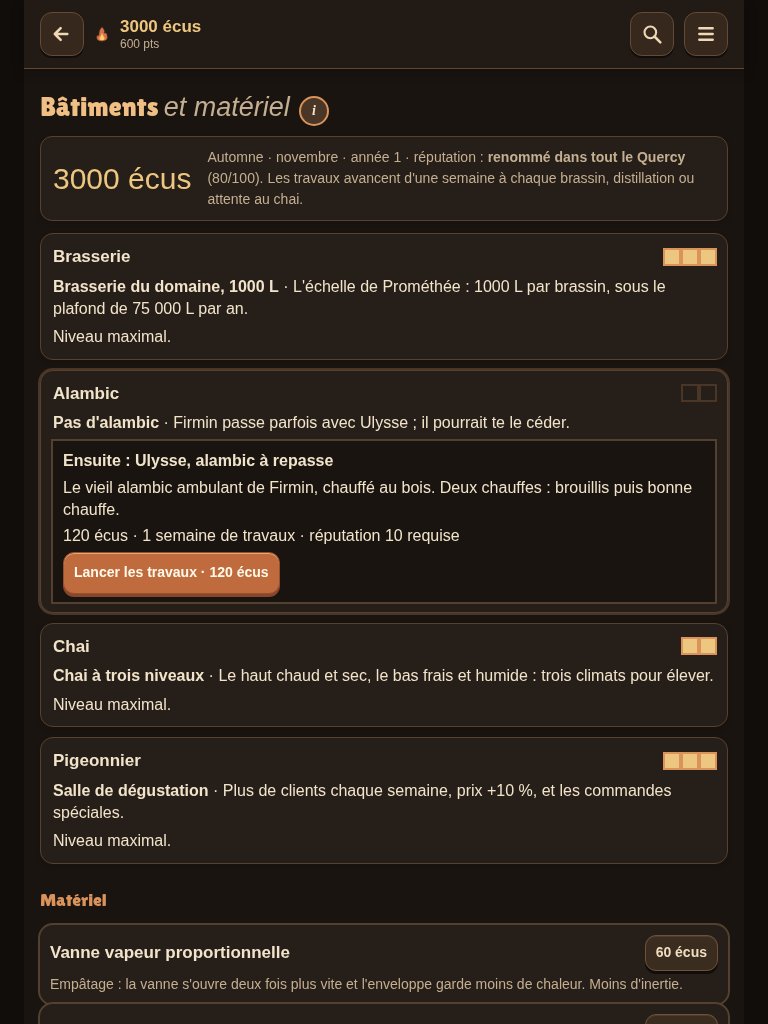 3000 écus
600 pts
Bâtiments et matériel i
3000 écus
Automne · novembre · année 1 · réputation : renommé dans tout le Quercy
(80/100). Les travaux avancent d'une semaine à chaque brassin, distillation ou
attente au chai.
Brasserie
Brasserie du domaine, 1000 L · L'échelle de Prométhée : 1000 L par brassin, sous le
plafond de 75 000 L par an.
Niveau maximal.
Alambic
Pas d'alambic · Firmin passe parfois avec Ulysse ; il pourrait te le céder.
Ensuite : Ulysse, alambic à repasse
Le vieil alambic ambulant de Firmin, chauffé au bois. Deux chauffes : brouillis puis bonne
chauffe.
120 écus · 1 semaine de travaux · réputation 10 requise
Lancer les travaux · 120 écus
Chai
Chai à trois niveaux · Le haut chaud et sec, le bas frais et humide : trois climats pour élever.
Niveau maximal.
Pigeonnier
Salle de dégustation · Plus de clients chaque semaine, prix +10 %, et les commandes
spéciales.
Niveau maximal.
Matériel
Vanne vapeur proportionnelle
60 écus
Empâtage : la vanne s'ouvre deux fois plus vite et l'enveloppe garde moins de chaleur. Moins d'inertie.